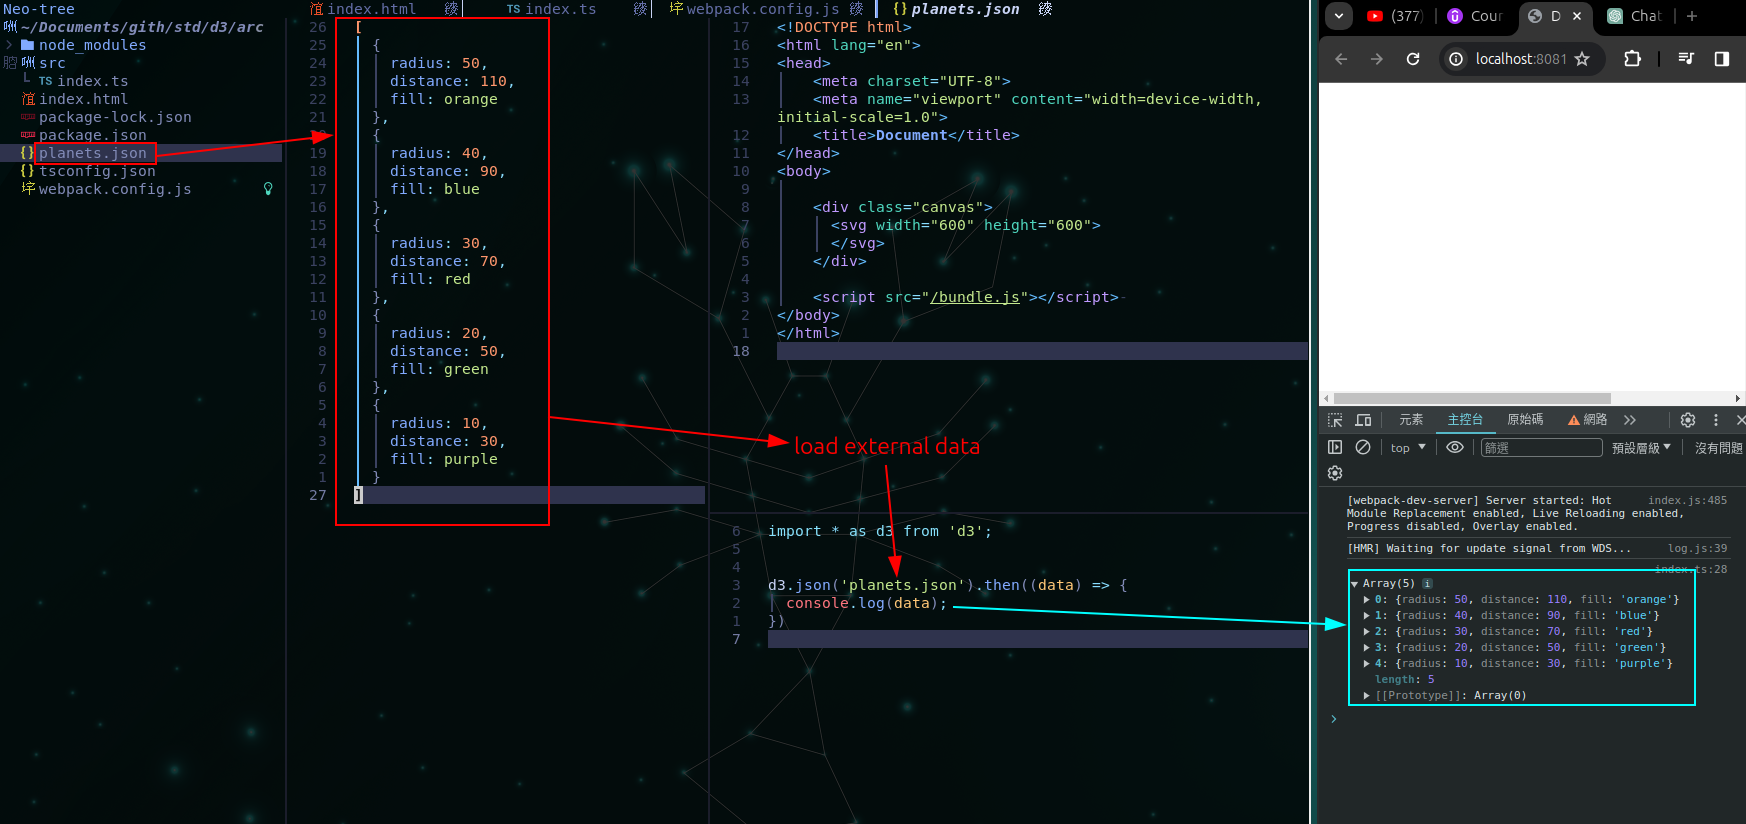 Neo-tree
~/Documents/gith/std/d3/arc
node_modules
src
TS index.ts
index.html
package-lock.json
package.json
{} planets.json
{} tsconfig.json
webpack.config.js
index.html
TS index.ts
webpack.config.js
{} planets.json
26 [
25 {
24 radius: 50,
23 distance: 110,
22 fill: orange
21 },
{
19 radius: 40,
18 distance: 90,
17 fill: blue
16 },
15 {
14 radius: 30,
13 distance: 70,
12 fill: red
11 },
10 {
9 radius: 20,
8 distance: 50,
7 fill: green
6 },
5 {
4 radius: 10,
3 distance: 30,
2 fill: purple
1 }
27 ]
17 <!DOCTYPE html>
16 <html lang="en">
15 <head>
14 <meta charset="UTF-8">
13 <meta name="viewport" content="width=device-width,
initial-scale=1.0">
12 <title>Document</title>
11 </head>
10 <body>
9
8 <div class="canvas">
7 <svg width="600" height="600">
6 </svg>
5 </div>
4
3 <script src="/bundle.js"></script>
2 </body>
1 </html>
18
load external data
6 import * as d3 from 'd3';
5
4
3 d3.json('planets.json').then((data) => {
2 console.log(data);
1 })
7
(377)
Cour
D
Chat
localhost:8081
元素
主控台
原始碼
網路
top
篩選
預設層級
沒有問題
[webpack-dev-server] Server started: Hot index.js:485
Module Replacement enabled, Live Reloading enabled,
Progress disabled, Overlay enabled.
[HMR] Waiting for update signal from WDS... log.js:39
index.ts:28
Array(5) i
0: {radius: 50, distance: 110, fill: 'orange'}
1: {radius: 40, distance: 90, fill: 'blue'}
2: {radius: 30, distance: 70, fill: 'red'}
3: {radius: 20, distance: 50, fill: 'green'}
4: {radius: 10, distance: 30, fill: 'purple'}
length: 5
[[Prototype]]: Array(0)